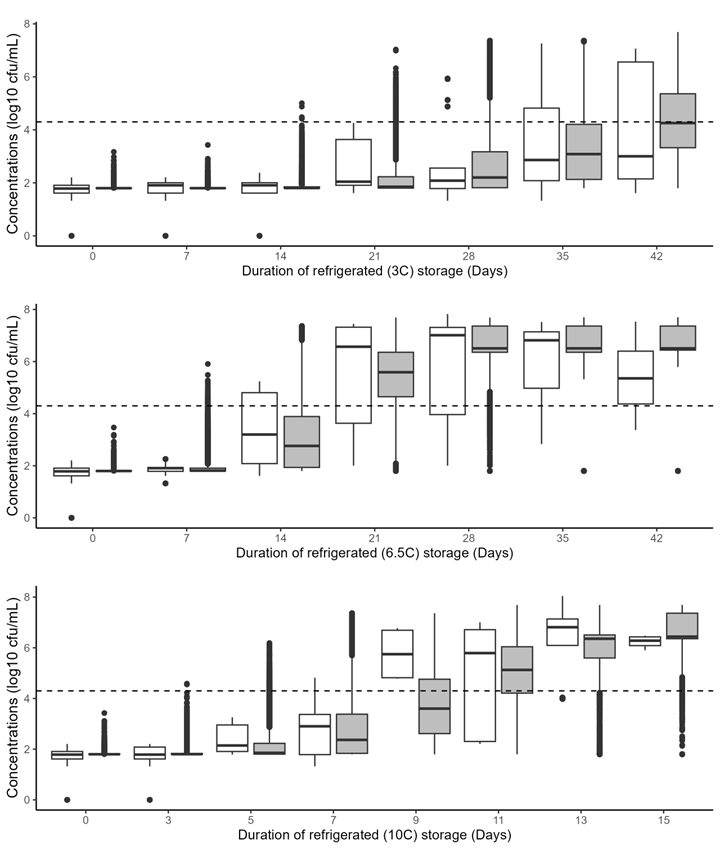 Concentrations (log10 cfu/mL)
8
6
4
2
0
0 7 14 21 28 35 42
Duration of refrigerated (3C) storage (Days)
Concentrations (log10 cfu/mL)
8
6
4
2
0
0 7 14 21 28 35 42
Duration of refrigerated (6.5C) storage (Days)
Concentrations (log10 cfu/mL)
8
6
4
2
0
0 3 5 7 9 11 13 15
Duration of refrigerated (10C) storage (Days)